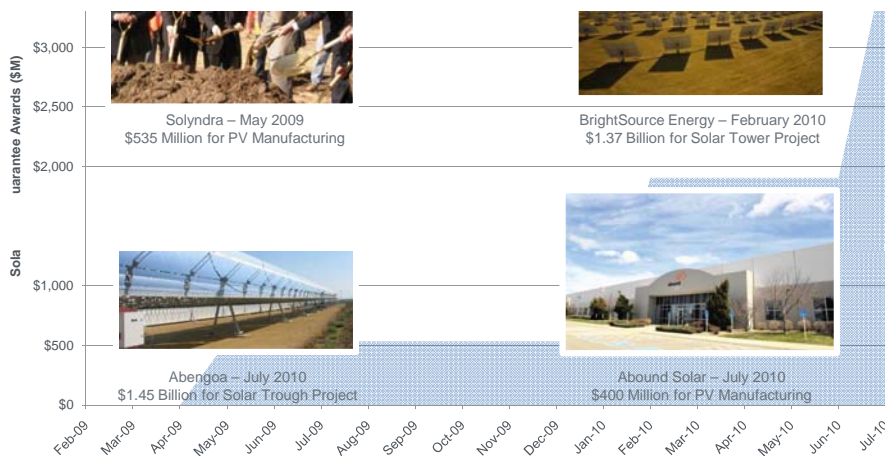 $3,000
$2,500
$2,000
$1,000
$500
$0
uarantee Awards ($M)
Sola
Solyndra – May 2009
$535 Million for PV Manufacturing
BrightSource Energy – February 2010
$1.37 Billion for Solar Tower Project
Abengoa – July 2010
$1.45 Billion for Solar Trough Project
Abound Solar – July 2010
$400 Million for PV Manufacturing
Feb-09
Mar-09
Apr-09
May-09
Jun-09
Jul-09
Aug-09
Sep-09
Oct-09
Nov-09
Dec-09
Jan-10
Feb-10
Mar-10
Apr-10
May-10
Jun-10
Jul-10